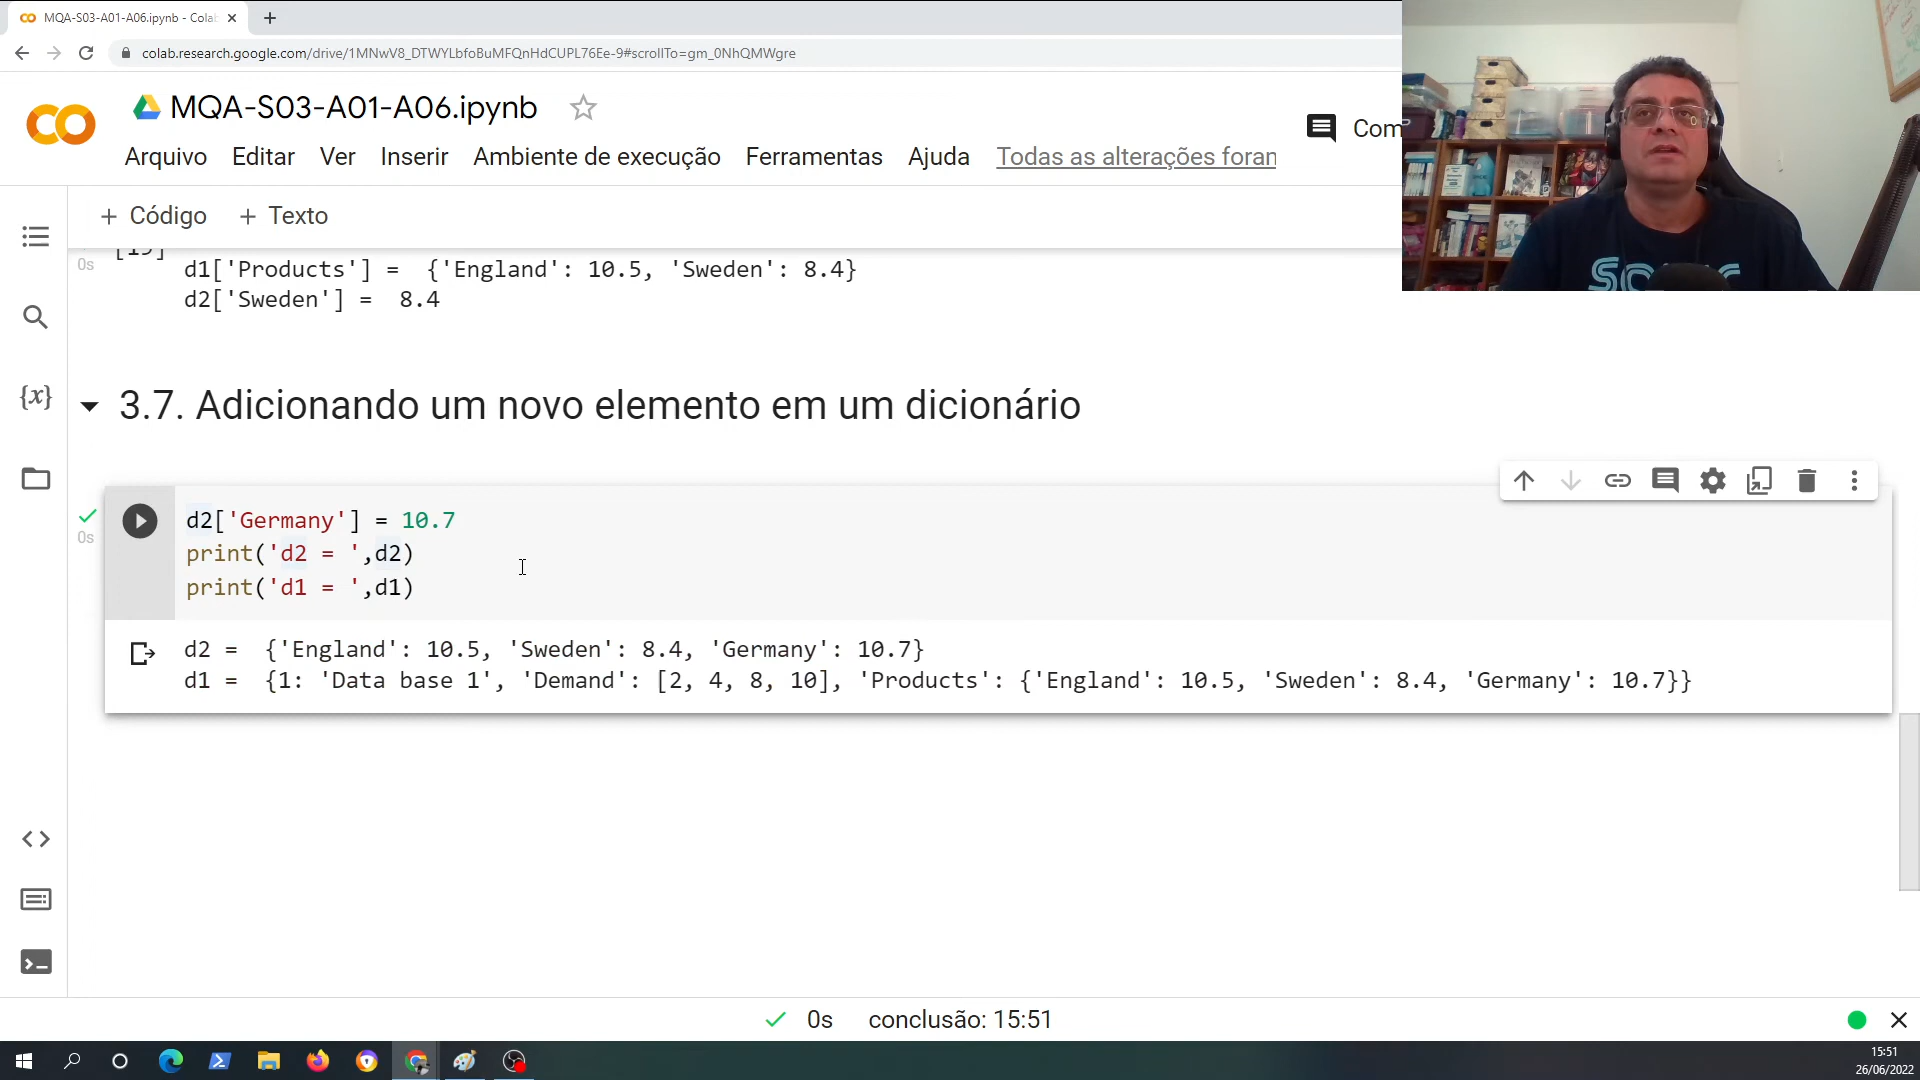 MQA-S03-A01-A06.ipynb - Colab
colab.research.google.com/drive/1MNwV8_DTWYLbfoBuMFQnHdCUPL76Ee-9#scrollTo=gm_0NhQMWgre
MQA-S03-A01-A06.ipynb
Com
Arquivo Editar Ver Inserir Ambiente de execução Ferramentas Ajuda Todas as alterações foram
+ Código + Texto
[19]
0s
d1['Products'] = {'England': 10.5, 'Sweden': 8.4}
d2['Sweden'] = 8.4
{x}
3.7. Adicionando um novo elemento em um dicionário
0s
d2['Germany'] = 10.7
print('d2 = ',d2)
print('d1 = ',d1)
d2 = {'England': 10.5, 'Sweden': 8.4, 'Germany': 10.7}
d1 = {1: 'Data base 1', 'Demand': [2, 4, 8, 10], 'Products': {'England': 10.5, 'Sweden': 8.4, 'Germany': 10.7}}
0s conclusão: 15:51
15:51
26/06/2022